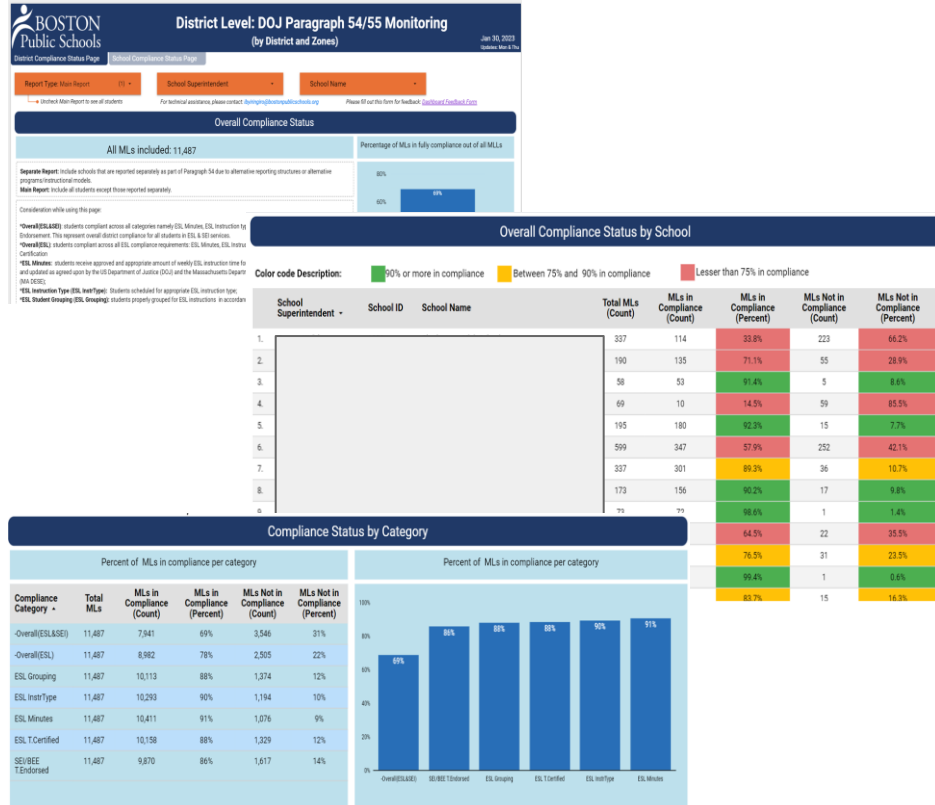 BOSTON
Public Schools
District Level: DOJ Paragraph 54/55 Monitoring
(by District and Zones)
Jan 30, 2023
Updates: Mon & Thu
District Compliance Status Page
School Compliance Status Page
Report Type: Main Report (1)
School Superintendent
School Name
Uncheck Main Report to see all students
For technical assistance, please contact:
Please fill out this form for feedback: Dashboard Feedback Form
Overall Compliance Status
All MLs included: 11,487
Percentage of MLs in fully compliance out of all MLLs
Separate Report: Include schools that are reported separately as part of Paragraph 54 due to alternative reporting structures or alternative
programs/instructional models.
Main Report: Include all students except those reported separately.
80%
69%
60%
Consideration while using this page:
*Overall(ESL&SEI): students compliant across all categories namely ESL Minutes, ESL Instruction typ
Endorsement. This represent overall district compliance for all students in ESL & SEI services.
*Overall(ESL): students compliant across all ESL compliance requirements: ESL Minutes, ESL Instruc
Certification
*ESL Minutes: students receive approved and appropriate amount of weekly ESL instruction time fo
and updated as agreed upon by the US Department of Justice (DOJ) and the Massachusetts Departr
(MA DESE);
*ESL Instruction Type (ESL InstrType): Students scheduled for appropriate ESL instruction type;
*ESL Student Grouping (ESL Grouping): students properly grouped for ESL instructions in accordan
Overall Compliance Status by School
Color code Description: 90% or more in compliance Between 75% and 90% in compliance Lesser than 75% in compliance
School Superintendent School ID School Name Total MLs (Count) MLs in Compliance (Count) MLs in Compliance (Percent) MLs Not in Compliance (Count) MLs Not in Compliance (Percent)
1. 337 114 33.8% 223 66.2%
2. 190 135 71.1% 55 28.9%
3. 58 53 91.4% 5 8.6%
4. 69 10 14.5% 59 85.5%
5. 195 180 92.3% 15 7.7%
6. 599 347 57.9% 252 42.1%
7. 337 301 89.3% 36 10.7%
8. 173 156 90.2% 17 9.8%
9. 73 72 98.6% 1 1.4%
64.5% 22 35.5%
76.5% 31 23.5%
99.4% 1 0.6%
83.7% 15 16.3%
Compliance Status by Category
Percent of MLs in compliance per category
Compliance Category Total MLs MLs in Compliance (Count) MLs in Compliance (Percent) MLs Not in Compliance (Count) MLs Not in Compliance (Percent)
-Overall(ESL&SEI) 11,487 7,941 69% 3,546 31%
-Overall(ESL) 11,487 8,982 78% 2,505 22%
ESL Grouping 11,487 10,113 88% 1,374 12%
ESL InstrType 11,487 10,293 90% 1,194 10%
ESL Minutes 11,487 10,411 91% 1,076 9%
ESL T.Certified 11,487 10,158 88% 1,329 12%
SEI/BEE T.Endorsed 11,487 9,870 86% 1,617 14%
Percent of MLs in compliance per category
100%
80%
60%
40%
20%
0%
69% 86% 88% 88% 90% 91%
-Overall(ESL&SEI) SEI/BEE T.Endorsed ESL Grouping ESL T.Certified ESL InstrType ESL Minutes